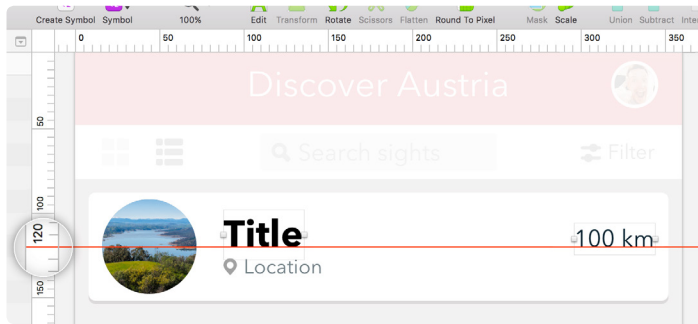 Create Symbol Symbol 100% Edit Transform Rotate Scissors Flatten Round To Pixel Mask Scale Union Subtract
0 50 100 150 200 250 300 350
Discover Austria
50
Search sights Filter
100
Title
120
100 km
Location
150